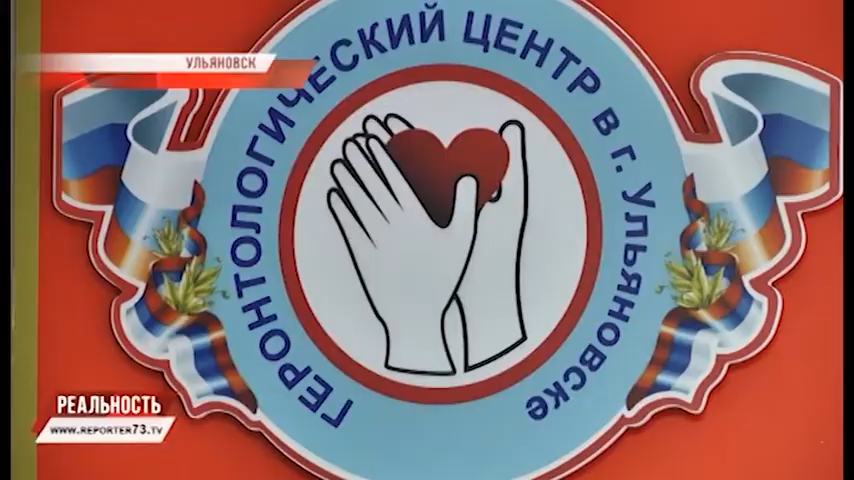 УЛЬЯНОВСК
ГЕРОНТОЛОГИЧЕСКИЙ ЦЕНТР В Г. УЛЬЯНОВСКЕ
РЕАЛЬНОСТЬ
WWW.REPORTER73.TV